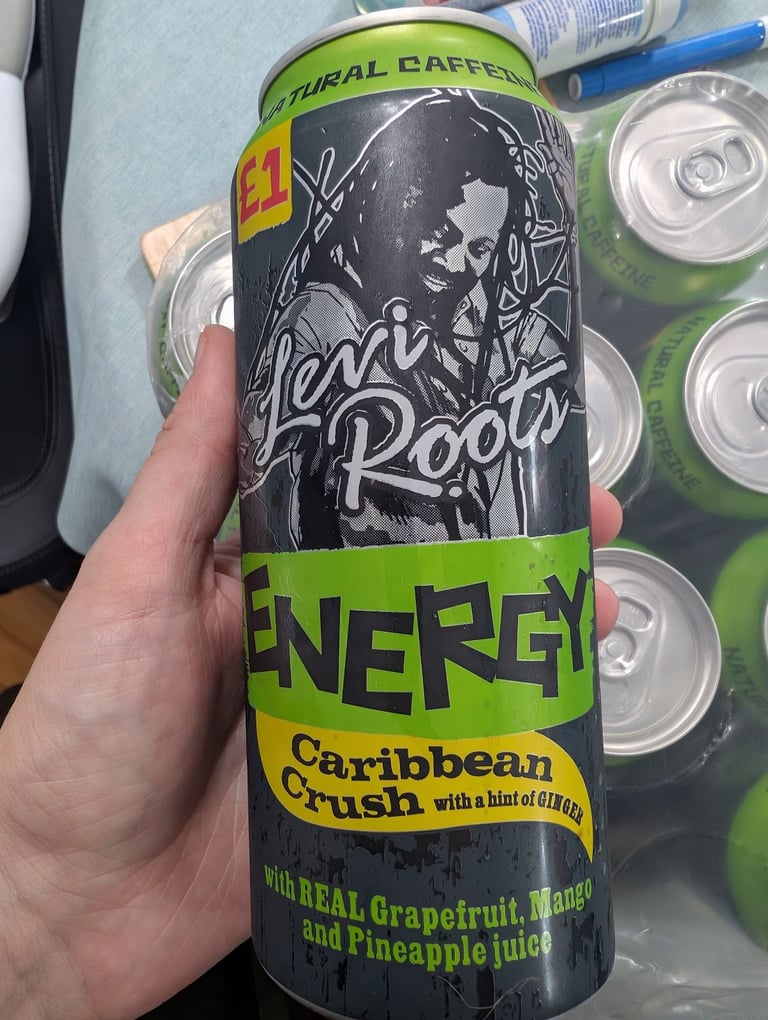 NATURAL CAFFEINE
£1
Levi
Roots
ENERGY
Caribbean
Crush with a hint of GINGER
with REAL Grapefruit, Mango
and Pineapple juice
NATURAL CAFFEINE
NATURAL CAFFEINE